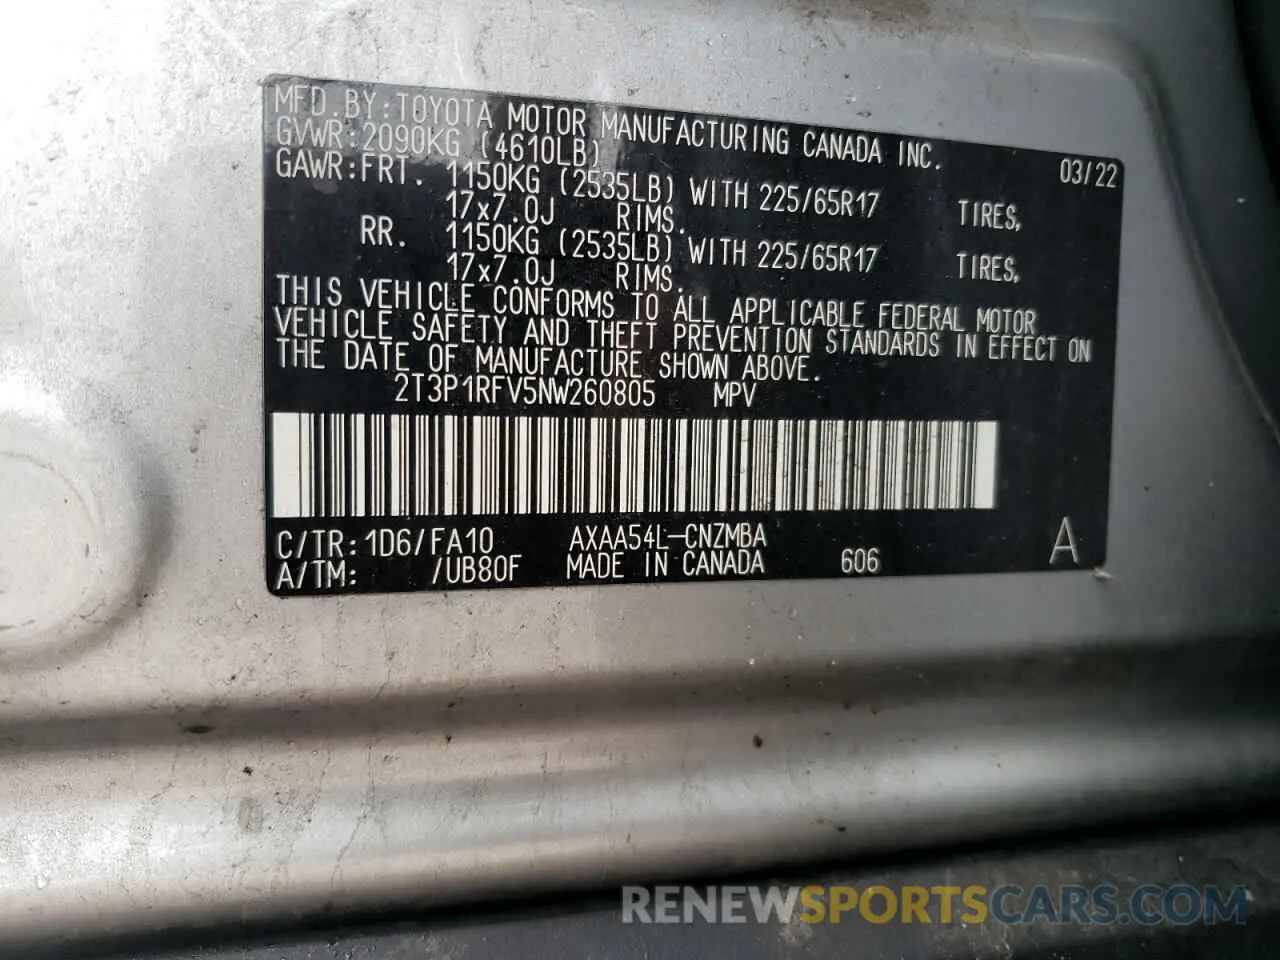 MFD. BY: TOYOTA MOTOR MANUFACTURING CANADA INC. 03/22
GVWR: 2090KG (4610LB)
GAWR: FRT. 1150KG (2535LB) WITH 225/65R17 TIRES,
17x7.0J RIMS.
RR. 1150KG (2535LB) WITH 225/65R17 TIRES,
17x7.0J RIMS.
THIS VEHICLE CONFORMS TO ALL APPLICABLE FEDERAL MOTOR
VEHICLE SAFETY AND THEFT PREVENTION STANDARDS IN EFFECT ON
THE DATE OF MANUFACTURE SHOWN ABOVE.
2T3P1RFV5NW260805 MPV
C/TR: 1D6/FA10 AXAA54L-CNZMBA
A/TM: /UB80F MADE IN CANADA 606 A
RENEWSPORTSCARS.COM